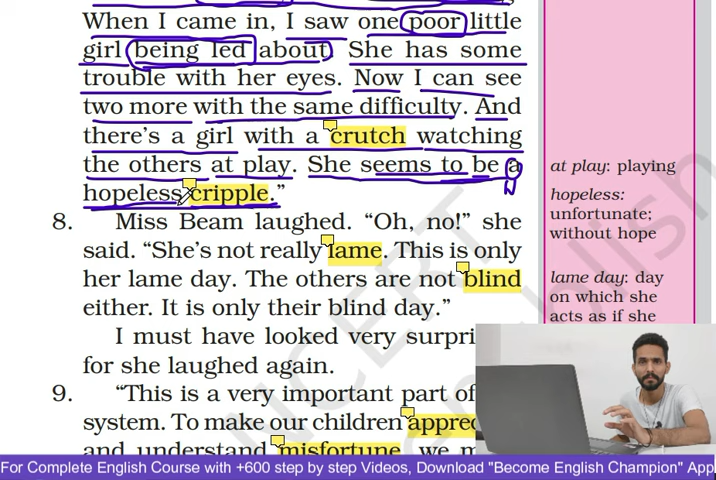 When I came in, I saw one poor little
girl being led about. She has some
trouble with her eyes. Now I can see
two more with the same difficulty. And
there's a girl with a crutch watching
the others at play. She seems to be a
hopeless cripple."
8. Miss Beam laughed. "Oh, no!" she
said. "She's not really lame. This is only
her lame day. The others are not blind
either. It is only their blind day."
I must have looked very surpri
for she laughed again.
9. "This is a very important part of
system. To make our children apprec
and understand misfortune, we m
at play: playing
hopeless:
unfortunate;
without hope
lame day: day
on which she
acts as if she
NCERT
For Complete English Course with +600 step by step Videos, Download "Become English Champion" App